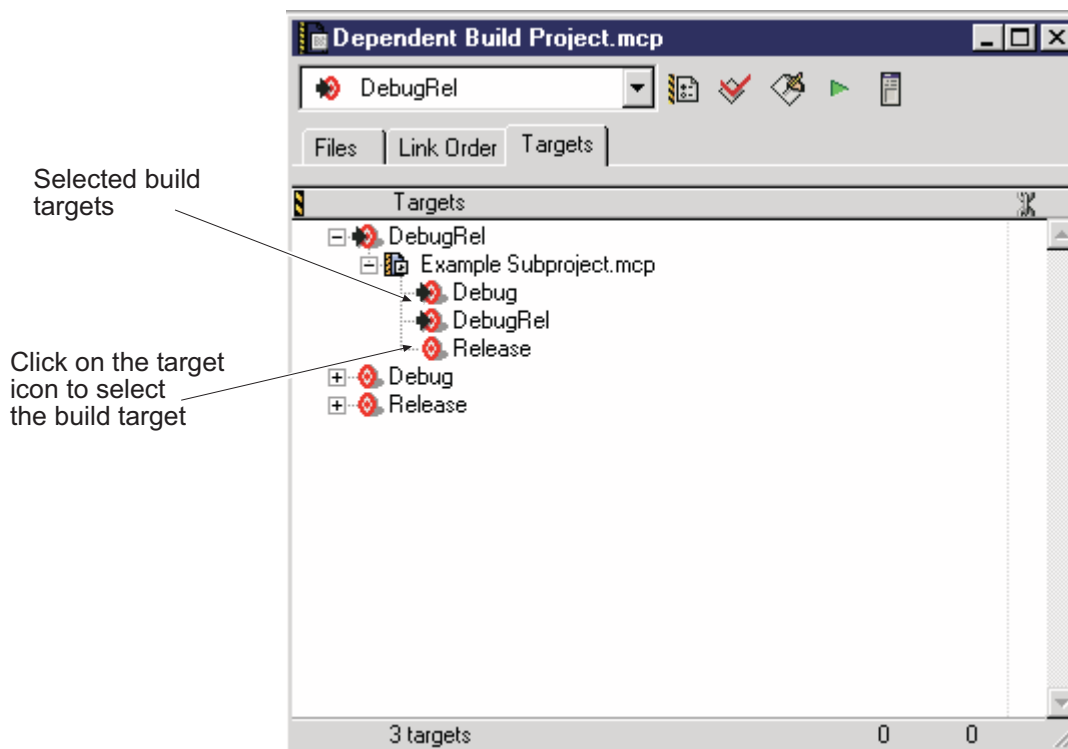 Dependent Build Project.mcp
DebugRel
Files
Link Order
Targets
Selected build
targets
Targets
DebugRel
Example Subproject.mcp
Debug
DebugRel
Release
Click on the target
icon to select
the build target
Debug
Release
3 targets
0
0